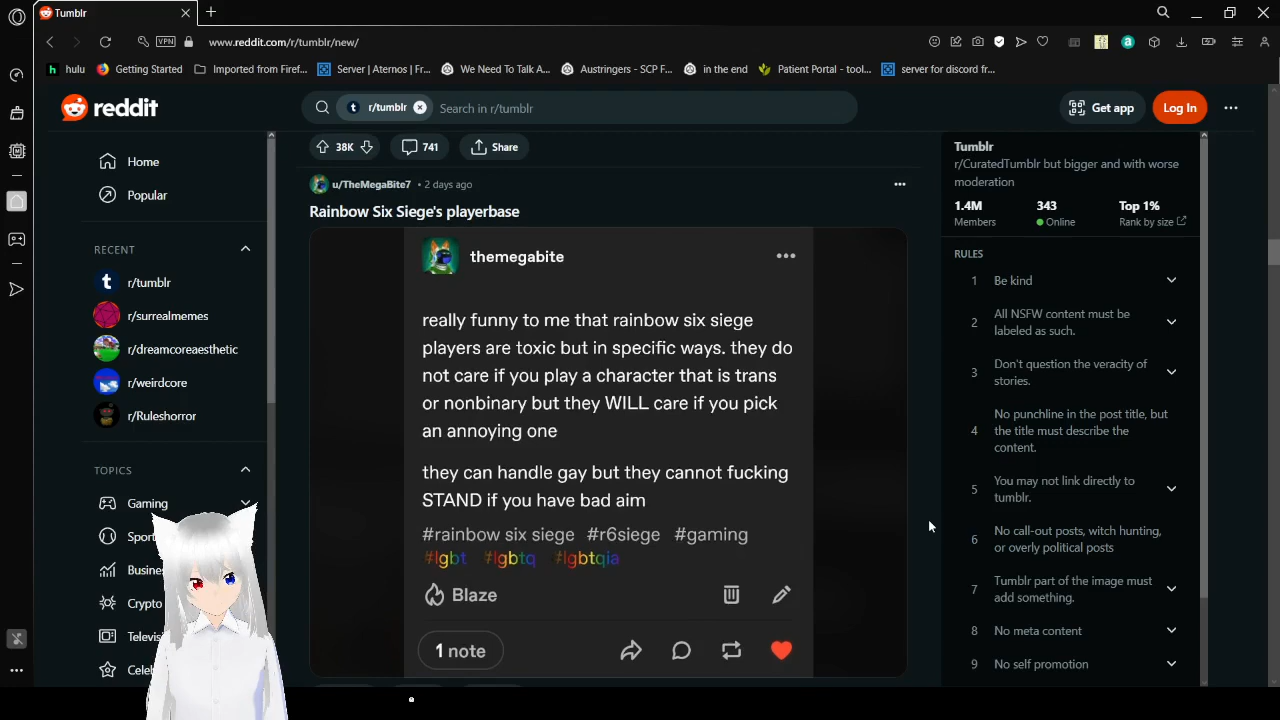 Tumblr
www.reddit.com/r/tumblr/new/
VPN
hulu
Getting Started
Imported from Firef...
Server | Aternos | Fr...
We Need To Talk A...
Austringers - SCP F...
in the end
Patient Portal - tool...
server for discord fr...
reddit
r/tumblr
Search in r/tumblr
Get app
Log In
Home
Popular
RECENT
r/tumblr
r/surrealmemes
r/dreamcoreaesthetic
r/weirdcore
r/Ruleshorror
TOPICS
Gaming
Spor
Busine
Crypto
Televisi
Celeb
38K
741
Share
u/TheMegaBite7 • 2 days ago
Rainbow Six Siege's playerbase
themegabite
really funny to me that rainbow six siege
players are toxic but in specific ways. they do
not care if you play a character that is trans
or nonbinary but they WILL care if you pick
an annoying one
they can handle gay but they cannot fucking
STAND if you have bad aim
#rainbow six siege #r6siege #gaming
#lgbt #lgbtq #lgbtqia
Blaze
1 note
Tumblr
r/CuratedTumblr but bigger and with worse
moderation
1.4M 343 Top 1%
Members Online Rank by size
RULES
1 Be kind
2 All NSFW content must be
labeled as such.
3 Don't question the veracity of
stories.
4 No punchline in the post title, but
the title must describe the
content.
5 You may not link directly to
tumblr.
6 No call-out posts, witch hunting,
or overly political posts
7 Tumblr part of the image must
add something.
8 No meta content
9 No self promotion